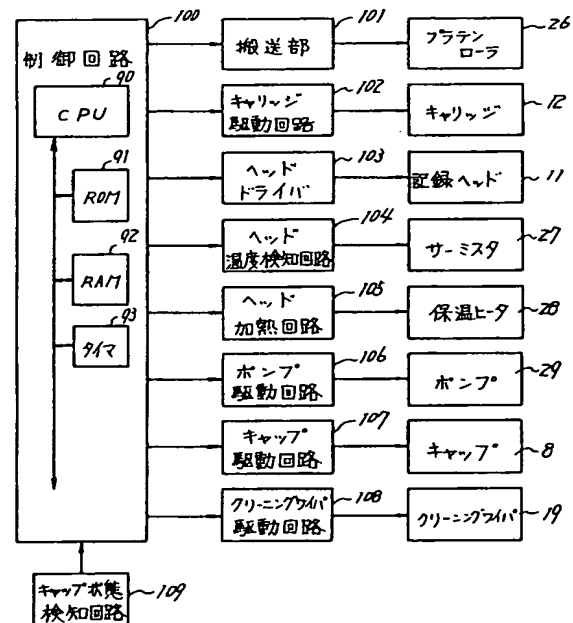 100
制御回路
90
CPU
91
ROM
92
RAM
93
タイマ
101
搬送部
26
プラテン
ローラ
102
キャリッジ
駆動回路
12
キャリッジ
103
ヘッド
ドライバ
11
記録ヘッド
104
ヘッド
温度検知回路
27
サーミスタ
105
ヘッド
加熱回路
28
保温ヒータ
106
ポンプ
駆動回路
29
ポンプ
107
キャップ
駆動回路
8
キャップ
108
クリーニングワイパ
駆動回路
19
クリーニングワイパ
キャップ状態
検知回路
109